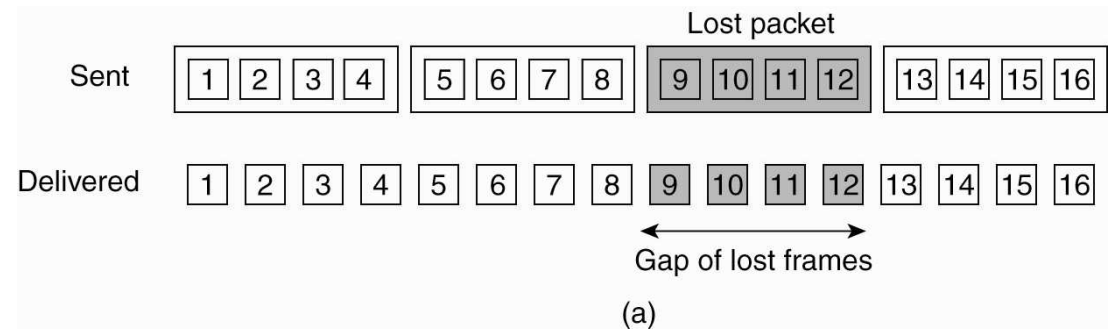 Lost packet
Sent 1 2 3 4 5 6 7 8 9 10 11 12 13 14 15 16
Delivered 1 2 3 4 5 6 7 8 9 10 11 12 13 14 15 16
Gap of lost frames
(a)